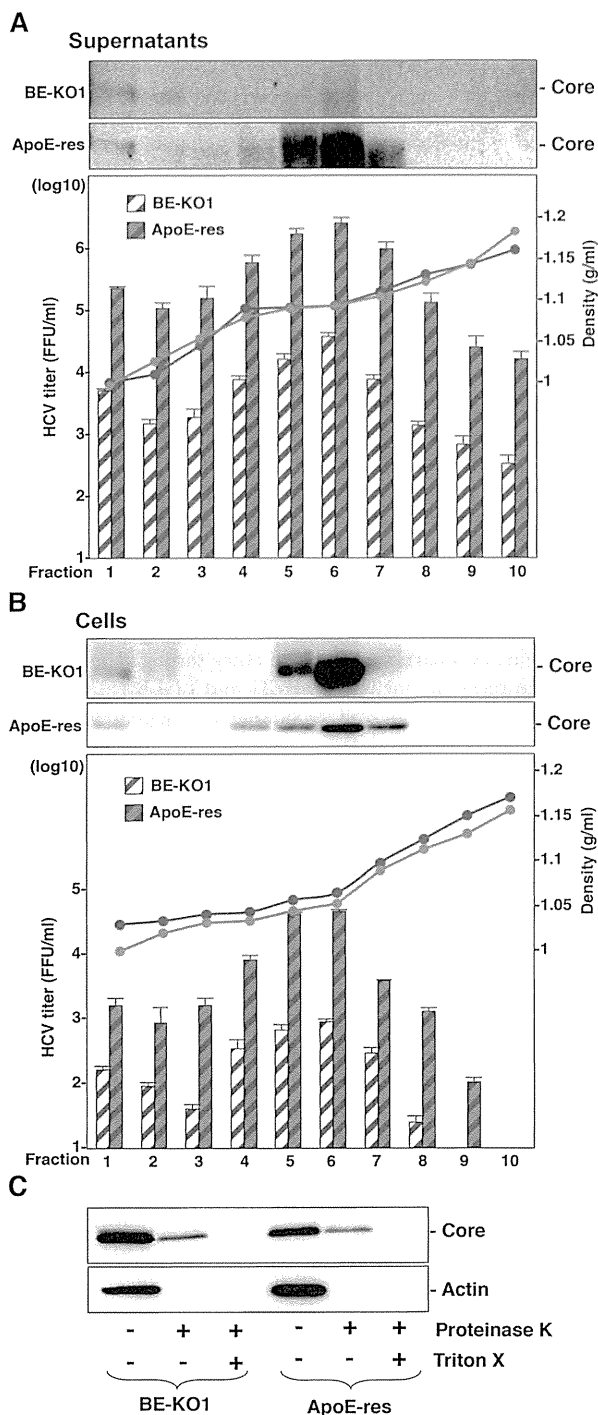 A
Supernatants
BE-KO1 - Core
ApoE-res - Core
(log10)
BE-KO1
ApoE-res
HCV titer (FFU/ml)
6
5
4
3
2
1
Density (g/ml)
1.2
1.15
1.1
1.05
1
Fraction 1 2 3 4 5 6 7 8 9 10
B
Cells
BE-KO1 - Core
ApoE-res - Core
(log10)
BE-KO1
ApoE-res
HCV titer (FFU/ml)
5
4
3
2
1
Density (g/ml)
1.2
1.15
1.1
1.05
1
Fraction 1 2 3 4 5 6 7 8 9 10
C
- Core
- Actin
- + + - + + Proteinase K
- - + - - + Triton X
BE-KO1 ApoE-res